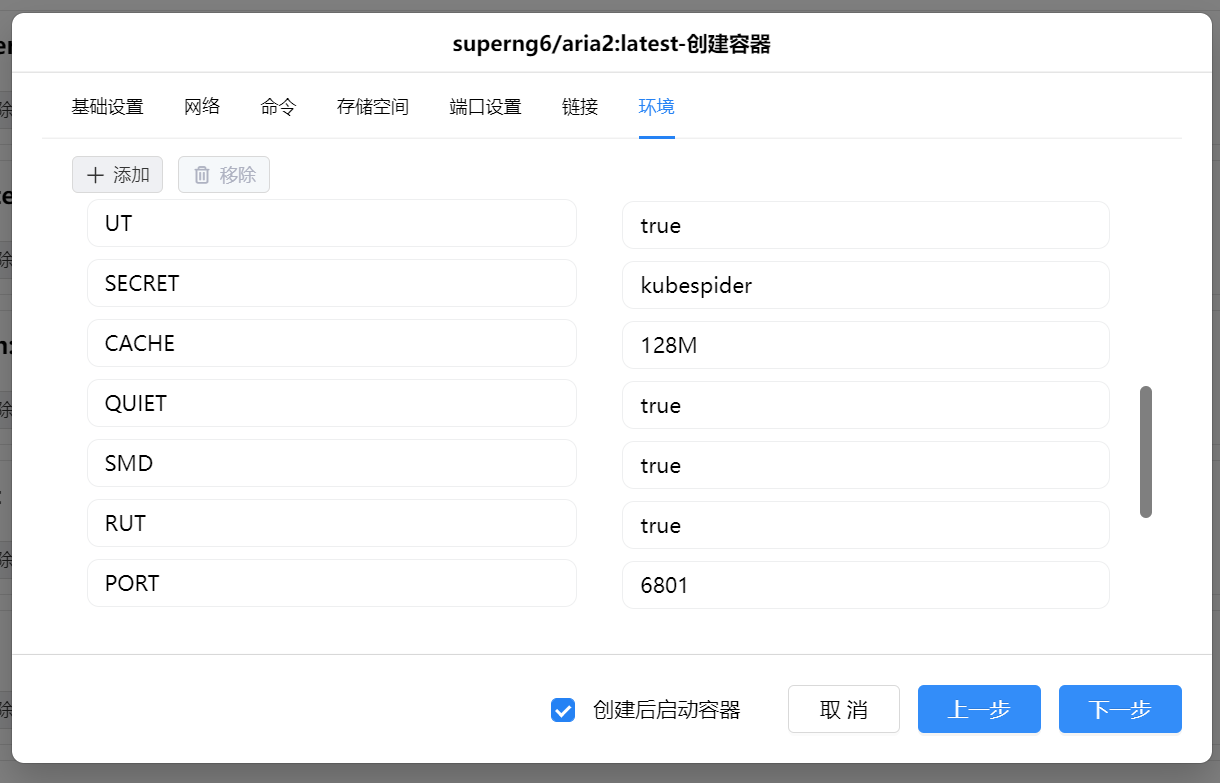 superng6/aria2:latest-创建容器
基础设置 网络 命令 存储空间 端口设置 链接 环境
添加 移除
UT true
SECRET kubespider
CACHE 128M
QUIET true
SMD true
RUT true
PORT 6801
创建后启动容器 取 消 上一步 下一步